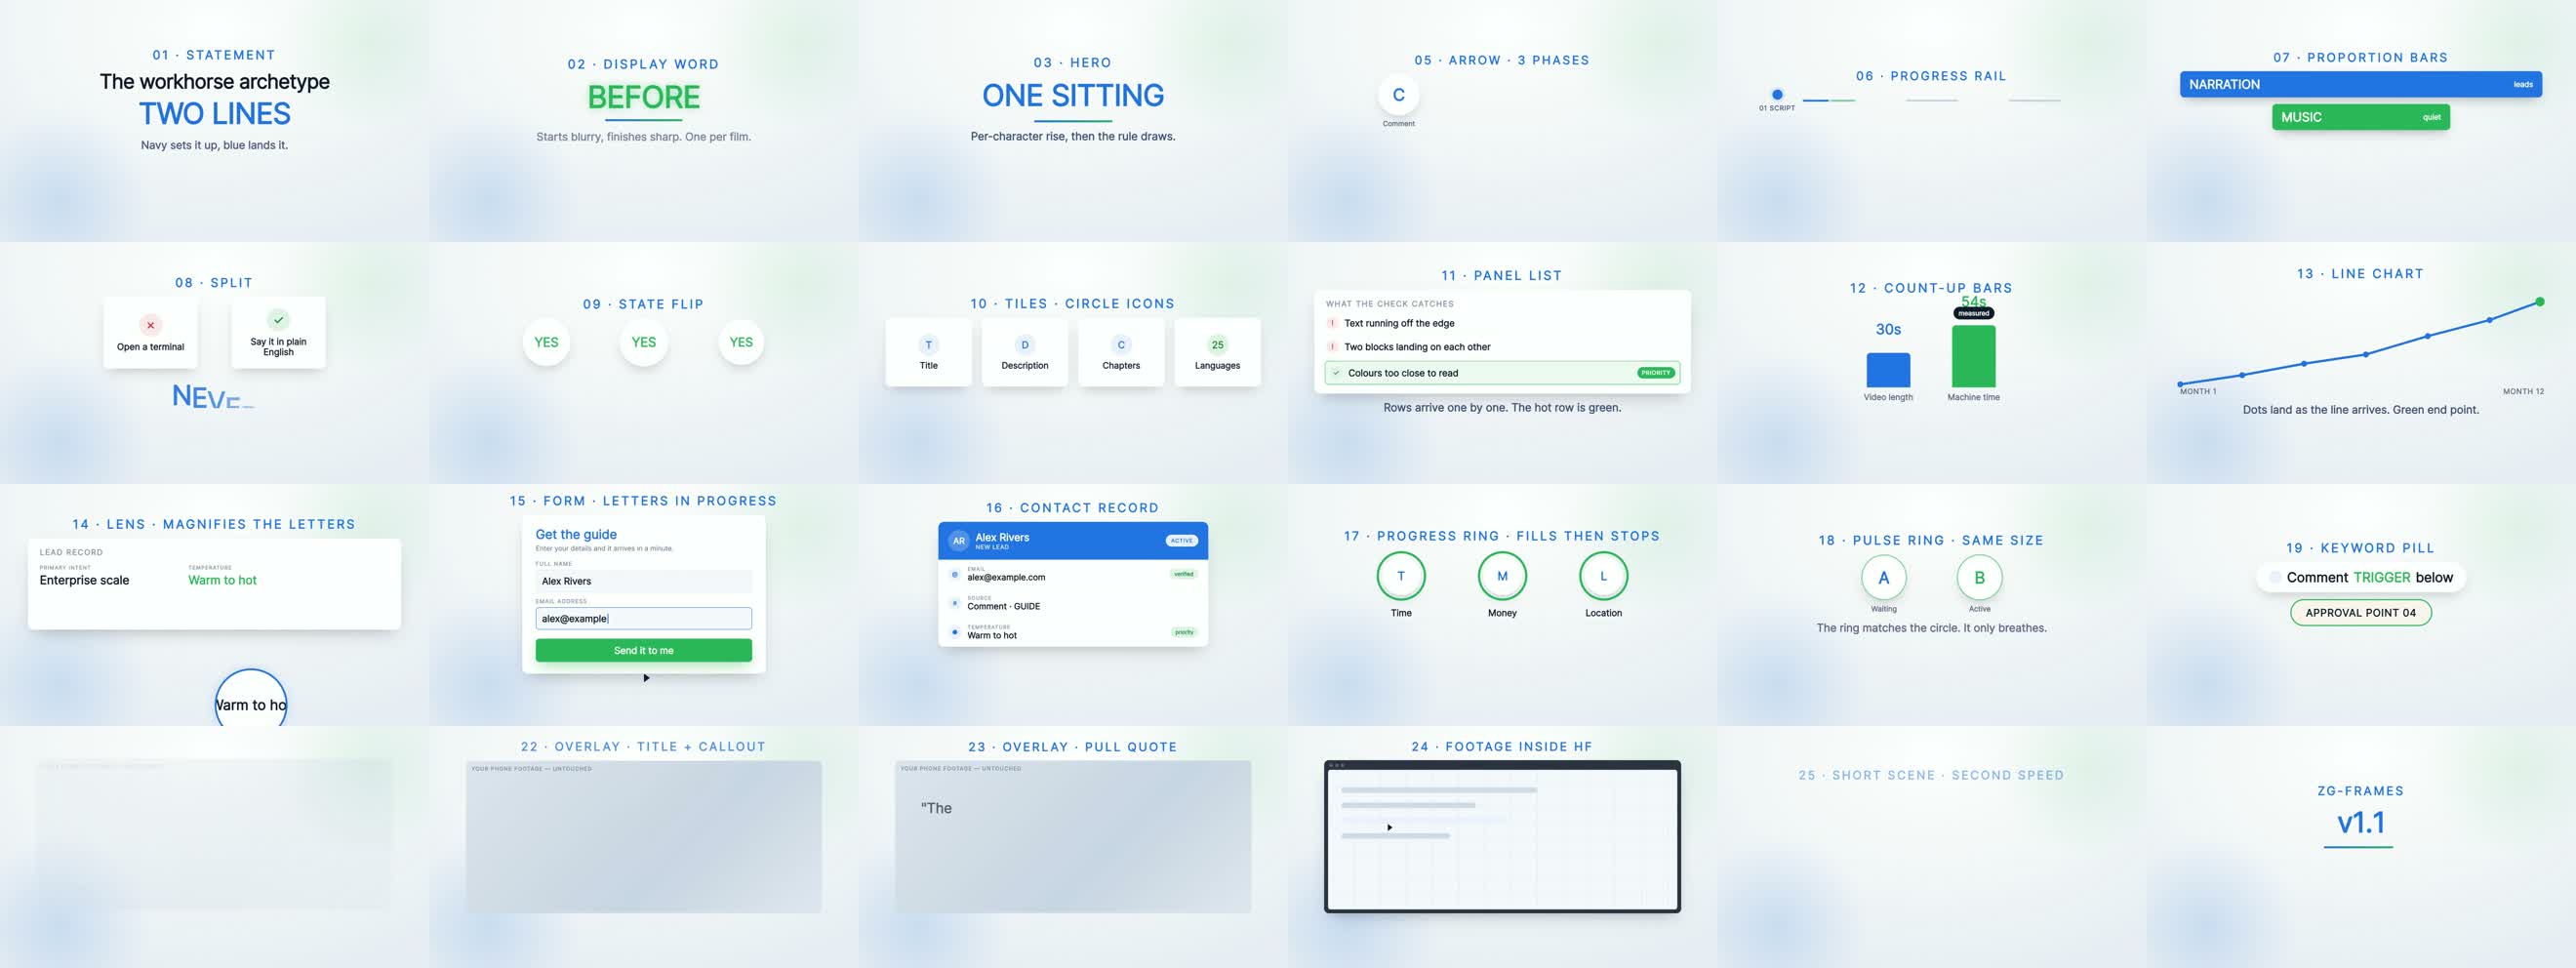 01 · STATEMENT
The workhorse archetype
TWO LINES
Navy sets it up, blue lands it.
02 · DISPLAY WORD
BEFORE
Starts blurry, finishes sharp. One per film.
03 · HERO
ONE SITTING
Per-character rise, then the rule draws.
05 · ARROW · 3 PHASES
C
Comment
06 · PROGRESS RAIL
01 SCRIPT
07 · PROPORTION BARS
NARRATION leads
MUSIC quiet
08 · SPLIT
Open a terminal
Say it in plain
English
NEVE
09 · STATE FLIP
YES YES YES
10 · TILES · CIRCLE ICONS
T D C 25
Title Description Chapters Languages
11 · PANEL LIST
WHAT THE CHECK CATCHES
! Text running off the edge
! Two blocks landing on each other
Colours too close to read PRIORITY
Rows arrive one by one. The hot row is green.
12 · COUNT-UP BARS
54s
measured
30s
Video length Machine time
13 · LINE CHART
MONTH 1 MONTH 12
Dots land as the line arrives. Green end point.
14 · LENS · MAGNIFIES THE LETTERS
LEAD RECORD
PRIMARY INTENT TEMPERATURE
Enterprise scale Warm to hot
Warm to ho
15 · FORM · LETTERS IN PROGRESS
Get the guide
Enter your details and it arrives in a minute.
FULL NAME
Alex Rivers
EMAIL ADDRESS
alex@example
Send it to me
16 · CONTACT RECORD
AR Alex Rivers ACTIVE
NEW LEAD
EMAIL
alex@example.com verified
SOURCE
Comment · GUIDE
TEMPERATURE
Warm to hot priority
17 · PROGRESS RING · FILLS THEN STOPS
T M L
Time Money Location
18 · PULSE RING · SAME SIZE
A B
Waiting Active
The ring matches the circle. It only breathes.
19 · KEYWORD PILL
Comment TRIGGER below
APPROVAL POINT 04
22 · OVERLAY · TITLE + CALLOUT
YOUR PHONE FOOTAGE — UNTOUCHED
23 · OVERLAY · PULL QUOTE
YOUR PHONE FOOTAGE — UNTOUCHED
"The
24 · FOOTAGE INSIDE HF
25 · SHORT SCENE · SECOND SPEED
ZG-FRAMES
v1.1